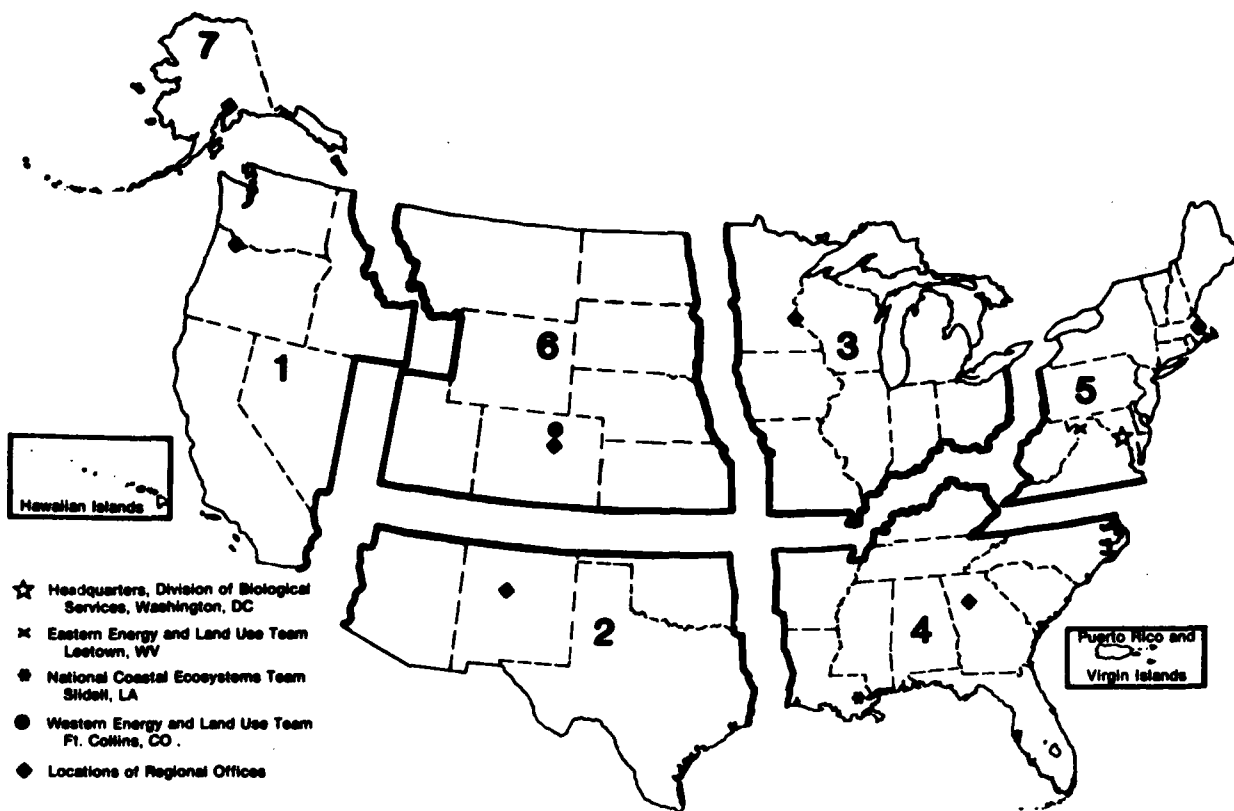 7
6
3
1
5
Hawaiian Islands
2
4
Puerto Rico and
Virgin Islands
Headquarters, Division of Biological
Services, Washington, DC
Eastern Energy and Land Use Team
Leetown, WV
National Coastal Ecosystems Team
Slidell, LA
Western Energy and Land Use Team
Ft. Collins, CO .
Locations of Regional Offices